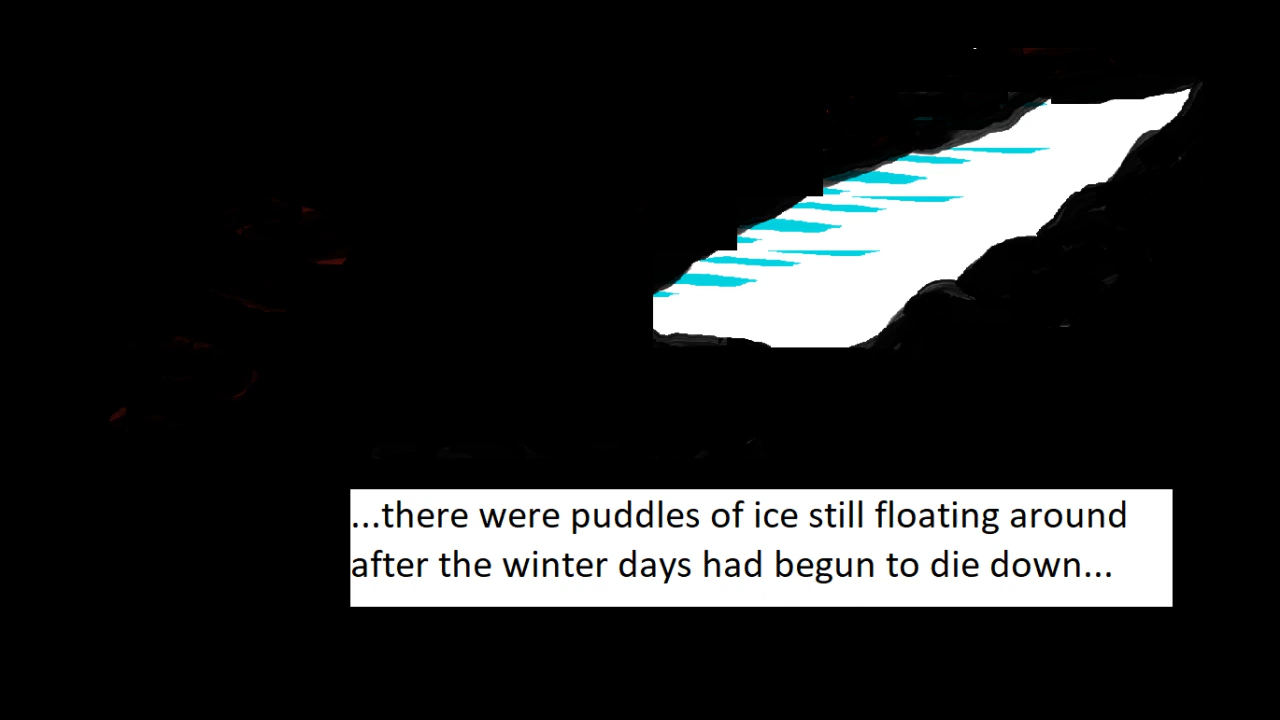 ...there were puddles of ice still floating around
after the winter days had begun to die down...